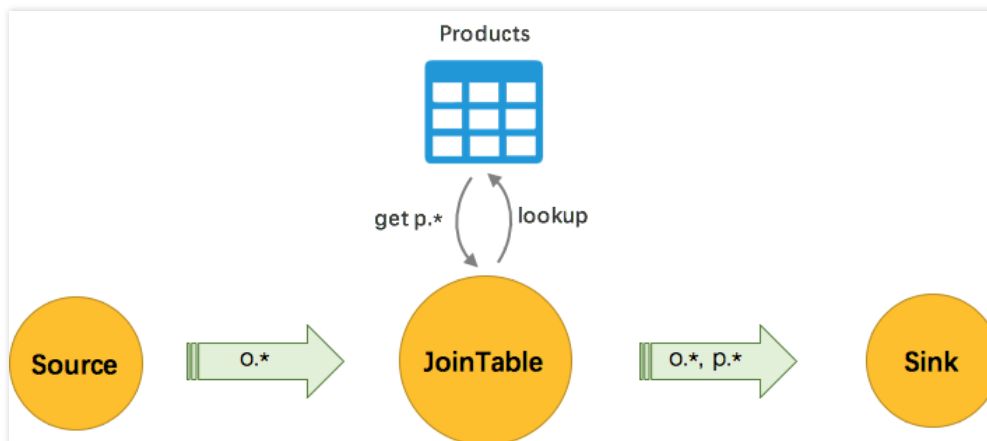 Products
get p.*
lookup
Source
o.*
JoinTable
o.*, p.*
Sink